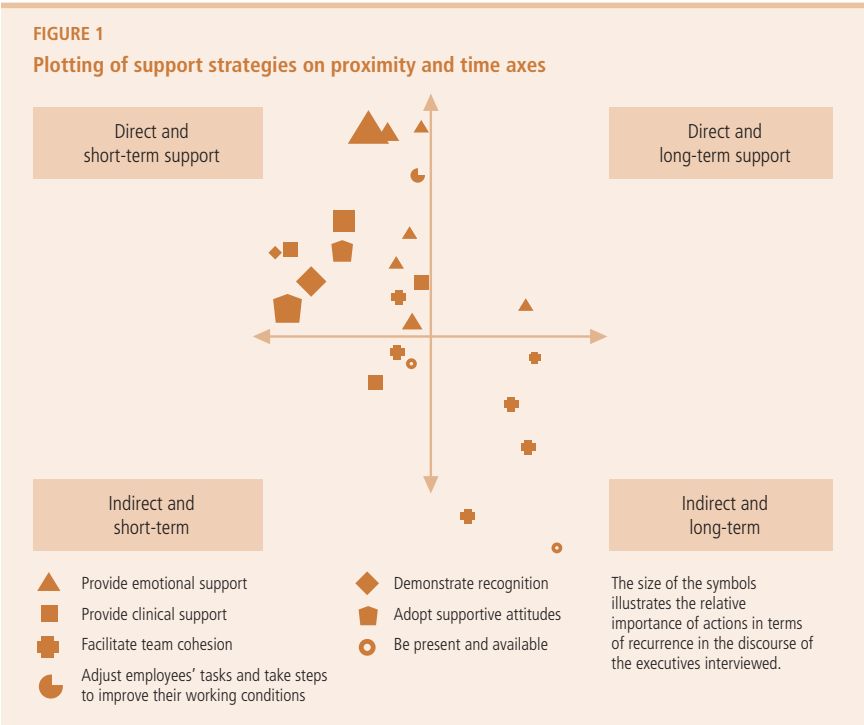 FIGURE 1
Plotting of support strategies on proximity and time axes
Direct and
short-term support
Direct and
long-term support
Indirect and
short-term
Indirect and
long-term
Provide emotional support
Provide clinical support
Facilitate team cohesion
Adjust employees’ tasks and take steps
to improve their working conditions
Demonstrate recognition
Adopt supportive attitudes
Be present and available
The size of the symbols
illustrates the relative
importance of actions in terms
of recurrence in the discourse of
the executives interviewed.